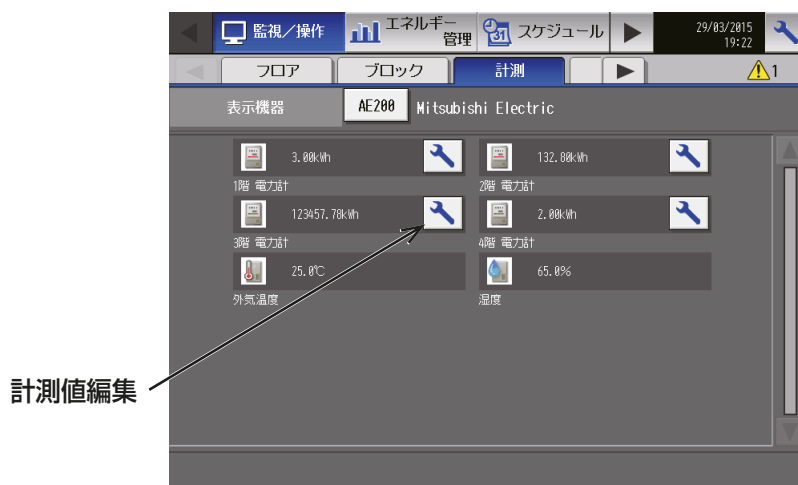 監視/操作
エネルギー
管理
31
スケジュール
29/03/2015
19:22
フロア
ブロック
計測
1
表示機器
AE200
Mitsubishi Electric
3.00kWh
132.80kWh
1階 電力計
2階 電力計
123457.78kWh
2.00kWh
3階 電力計
4階 電力計
25.0℃
65.0%
外気温度
湿度
計測値編集